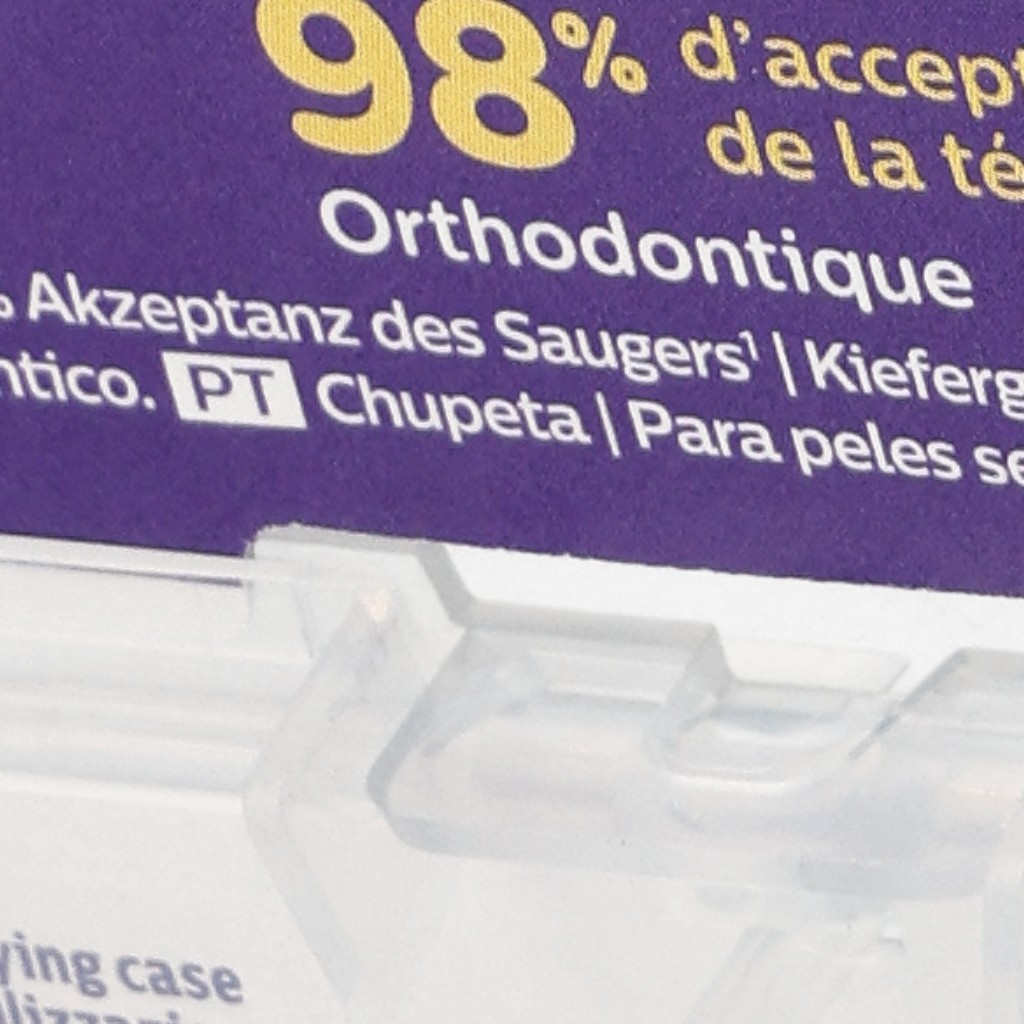 98% d'accept
de la té
Orthodontique
% Akzeptanz des Saugers¹ | Kieferg
ntico. PT Chupeta | Para peles se
ying case